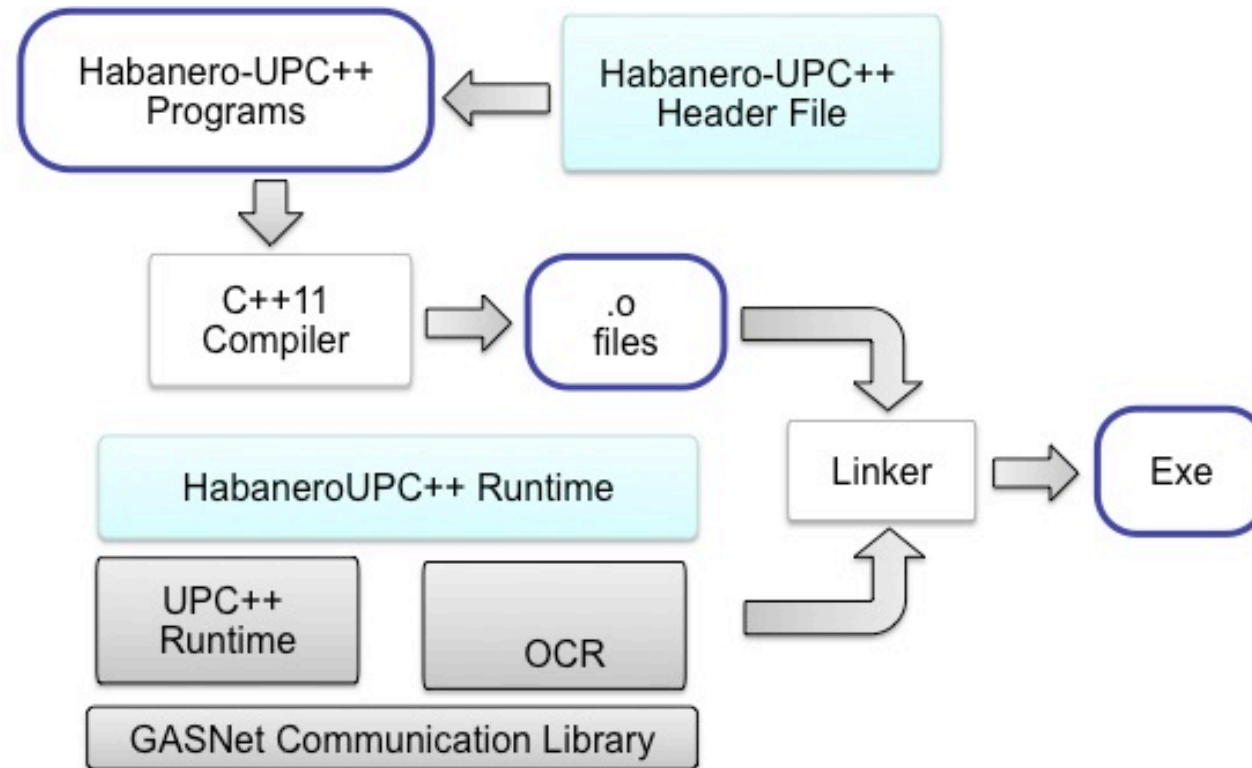 Habanero-UPC++
Programs
Habanero-UPC++
Header File
C++11
Compiler
.o
files
HabaneroUPC++ Runtime
Linker
Exe
UPC++
Runtime
OCR
GASNet Communication Library